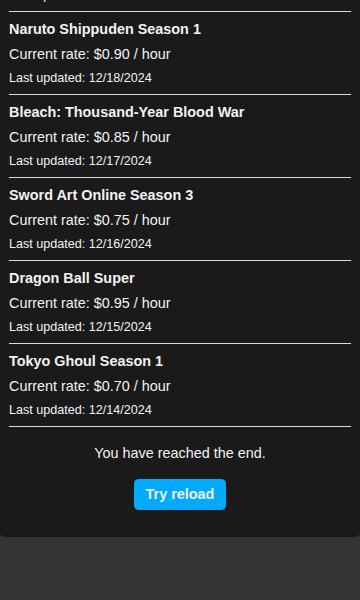 Naruto Shippuden Season 1
Current rate: $0.90 / hour
Last updated: 12/18/2024
Bleach: Thousand-Year Blood War
Current rate: $0.85 / hour
Last updated: 12/17/2024
Sword Art Online Season 3
Current rate: $0.75 / hour
Last updated: 12/16/2024
Dragon Ball Super
Current rate: $0.95 / hour
Last updated: 12/15/2024
Tokyo Ghoul Season 1
Current rate: $0.70 / hour
Last updated: 12/14/2024
You have reached the end.
Try reload